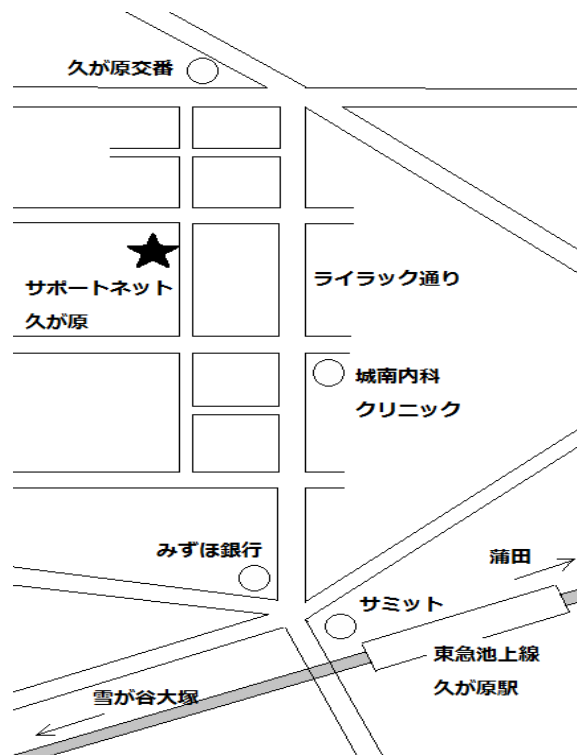 久が原交番
サポートネット
久が原
ライラック通り
城南内科
クリニック
みずほ銀行
蒲田
サミット
東急池上線
久が原駅
雪が谷大塚